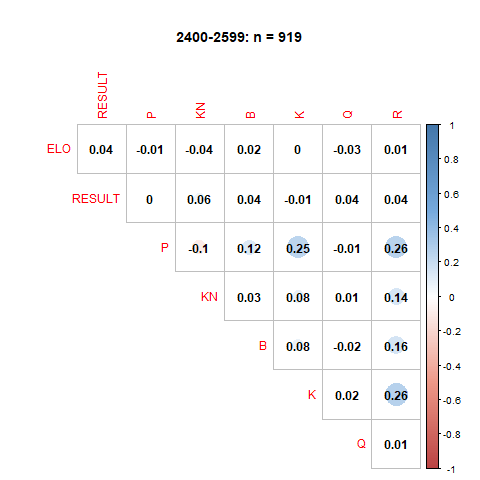 2400-2599: n = 919
RESULT P KN B K Q R
ELO 0.04 -0.01 -0.04 0.02 0 -0.03 0.01
RESULT 0 0.06 0.04 -0.01 0.04 0.04
P -0.1 0.12 0.25 -0.01 0.26
KN 0.03 0.08 0.01 0.14
B 0.08 -0.02 0.16
K 0.02 0.26
Q 0.01
1
0.8
0.6
0.4
0.2
0
-0.2
-0.4
-0.6
-0.8
-1